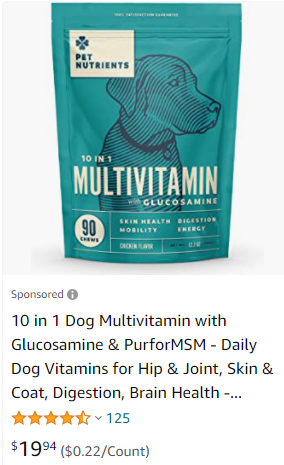 100% SATISFACTION GUARANTEE
PET
NUTRIENTS
10 IN 1
MULTIVITAMIN
with GLUCOSAMINE
90
CHEWS
SKIN HEALTH DIGESTION
MOBILITY ENERGY
CHICKEN FLAVOR
Sponsored
10 in 1 Dog Multivitamin with
Glucosamine & PurforMSM - Daily
Dog Vitamins for Hip & Joint, Skin &
Coat, Digestion, Brain Health -...
125
$1994 ($0.22/Count)